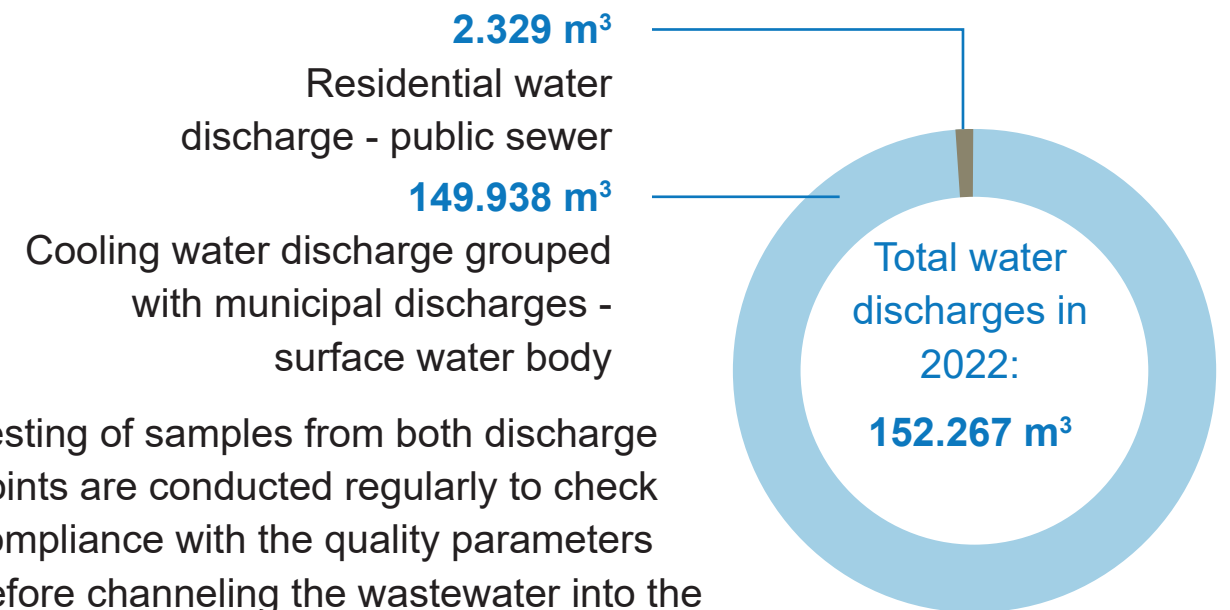 2.329 m³
Residential water
discharge - public sewer
149.938 m³
Cooling water discharge grouped
with municipal discharges -
surface water body
Total water
discharges in
2022:
152.267 m³
esting of samples from both discharge
oints are conducted regularly to check
ompliance with the quality parameters
efore channeling the wastewater into the